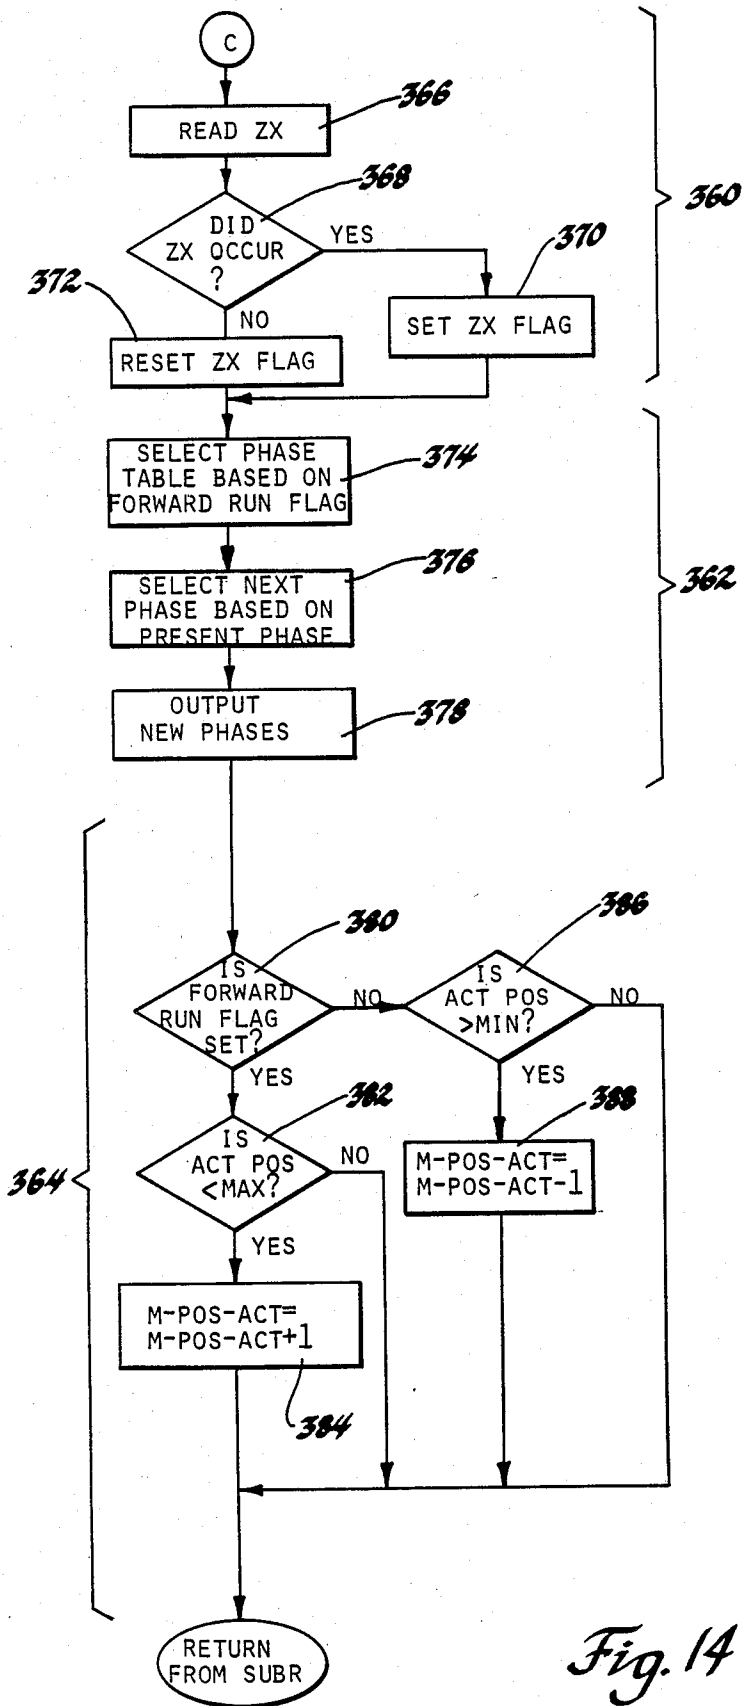 C
366
READ ZX
368
360
DID
ZX OCCUR
?
YES
370
372
NO
SET ZX FLAG
RESET ZX FLAG
SELECT PHASE
TABLE BASED ON
FORWARD RUN FLAG
374
376
SELECT NEXT
PHASE BASED ON
PRESENT PHASE
362
OUTPUT
NEW PHASES
378
380
386
IS
FORWARD
RUN FLAG
SET?
NO
IS
ACT POS
>MIN?
NO
YES
382
YES
388
IS
ACT POS
<MAX?
NO
M-POS-ACT=
M-POS-ACT-1
364
YES
M-POS-ACT=
M-POS-ACT+1
384
RETURN
FROM SUBR
Fig. 14